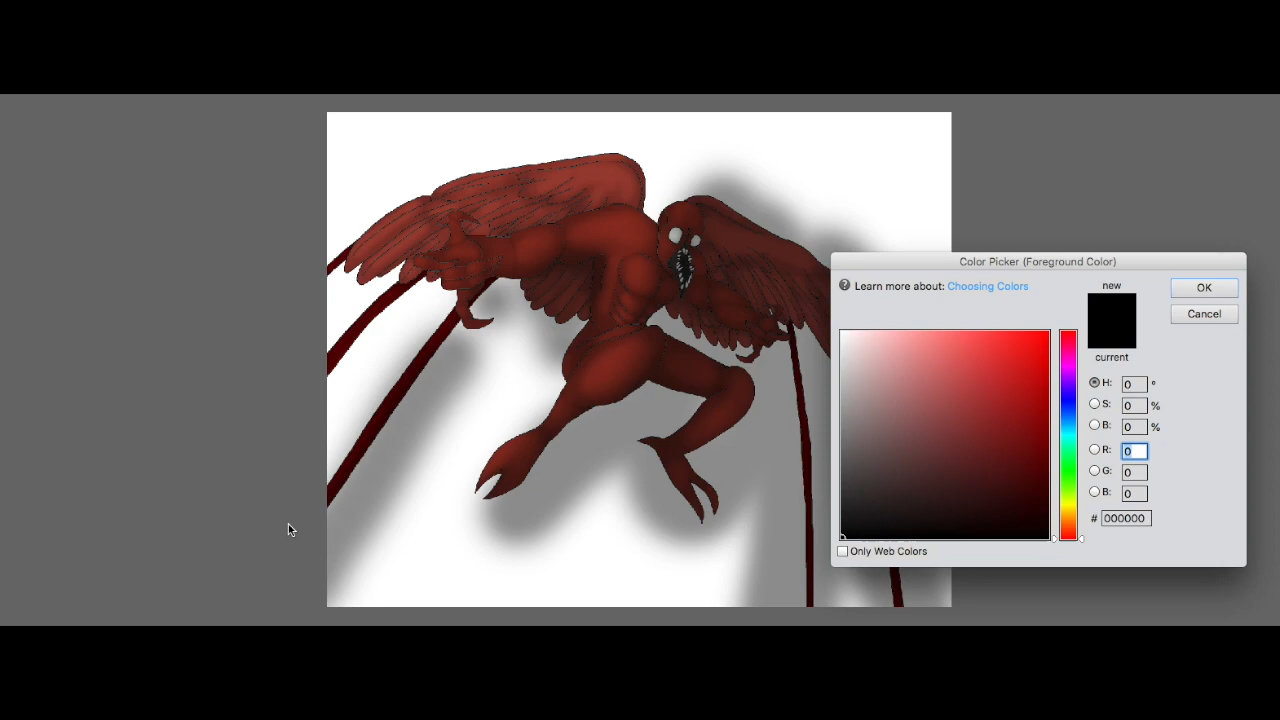 Color Picker (Foreground Color)
? Learn more about: Choosing Colors
new
current
OK
Cancel
H: 0 °
S: 0 %
B: 0 %
R: 0
G: 0
B: 0
# 000000
Only Web Colors